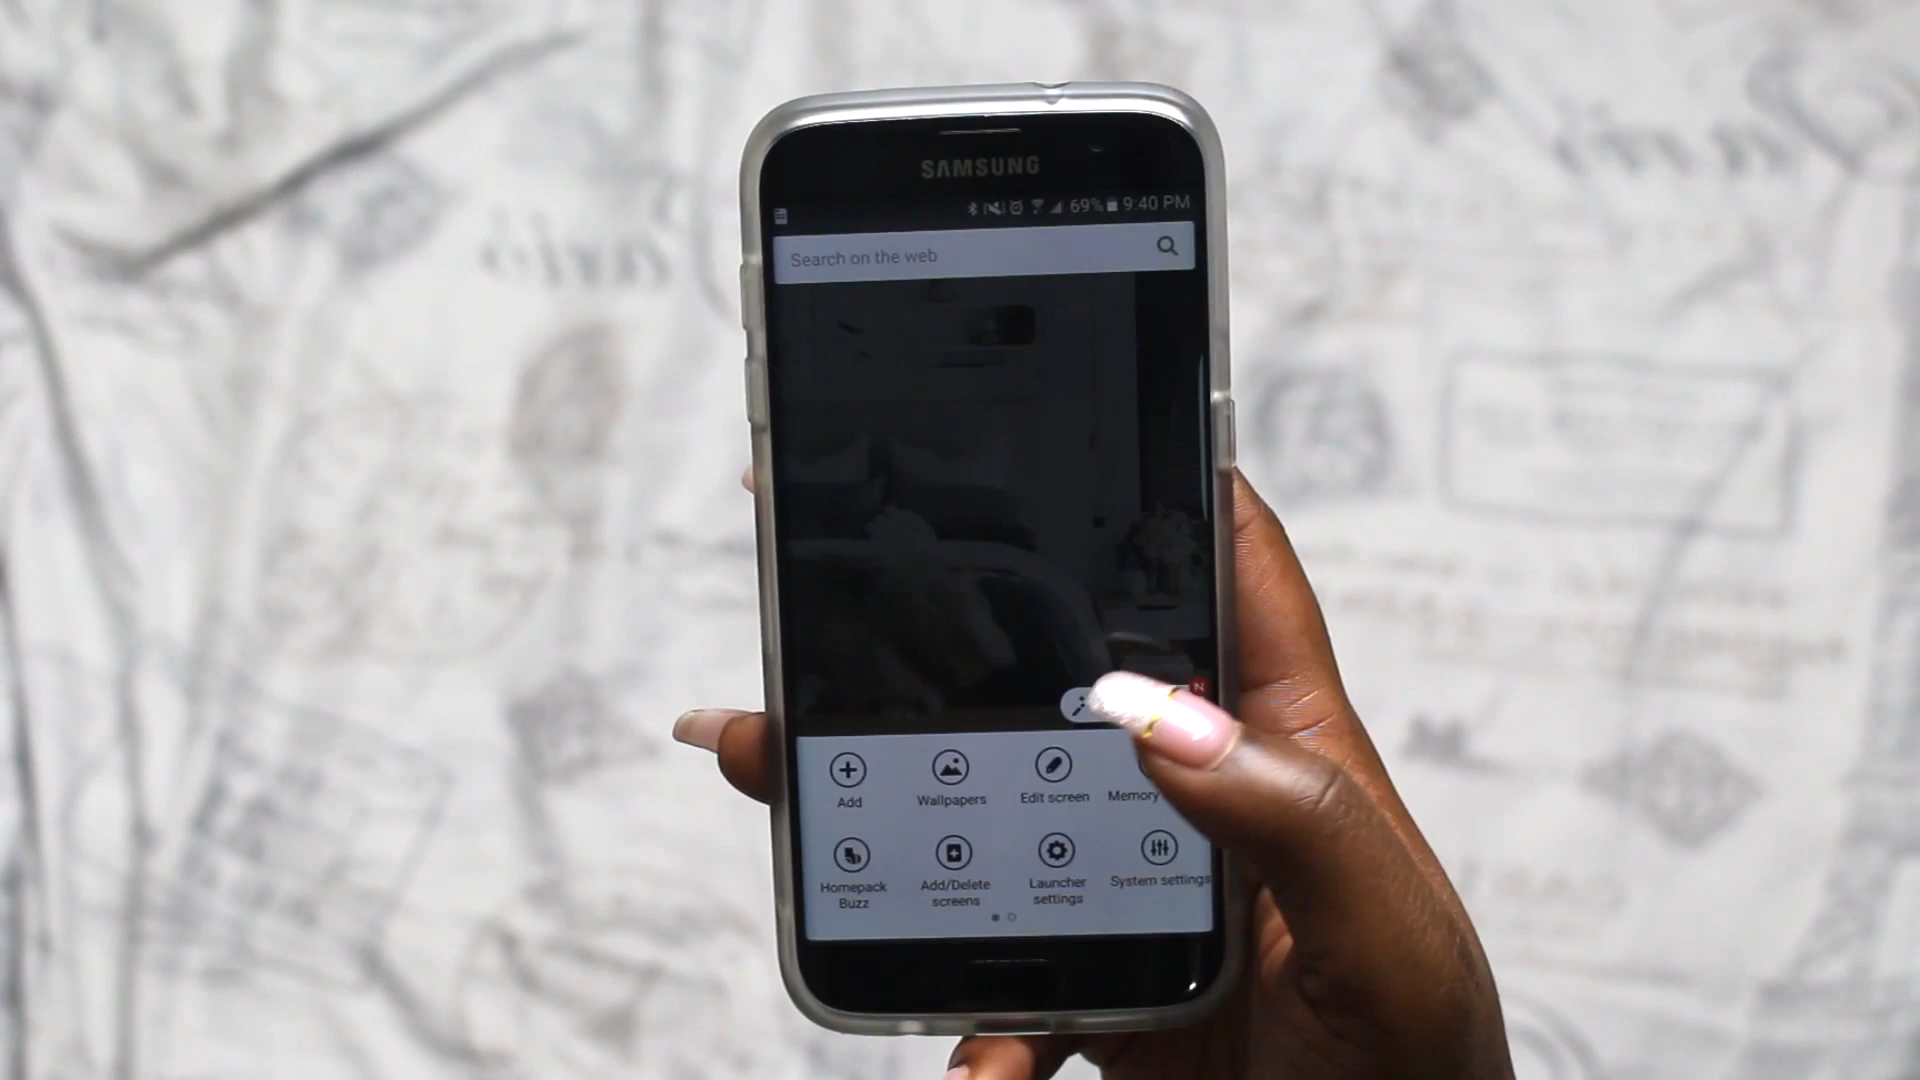 SAMSUNG
69% 9:40 PM
Search on the web
N
Add
Wallpapers
Edit screen
Memory
Homepack
Buzz
Add/Delete
screens
Launcher
settings
System settings